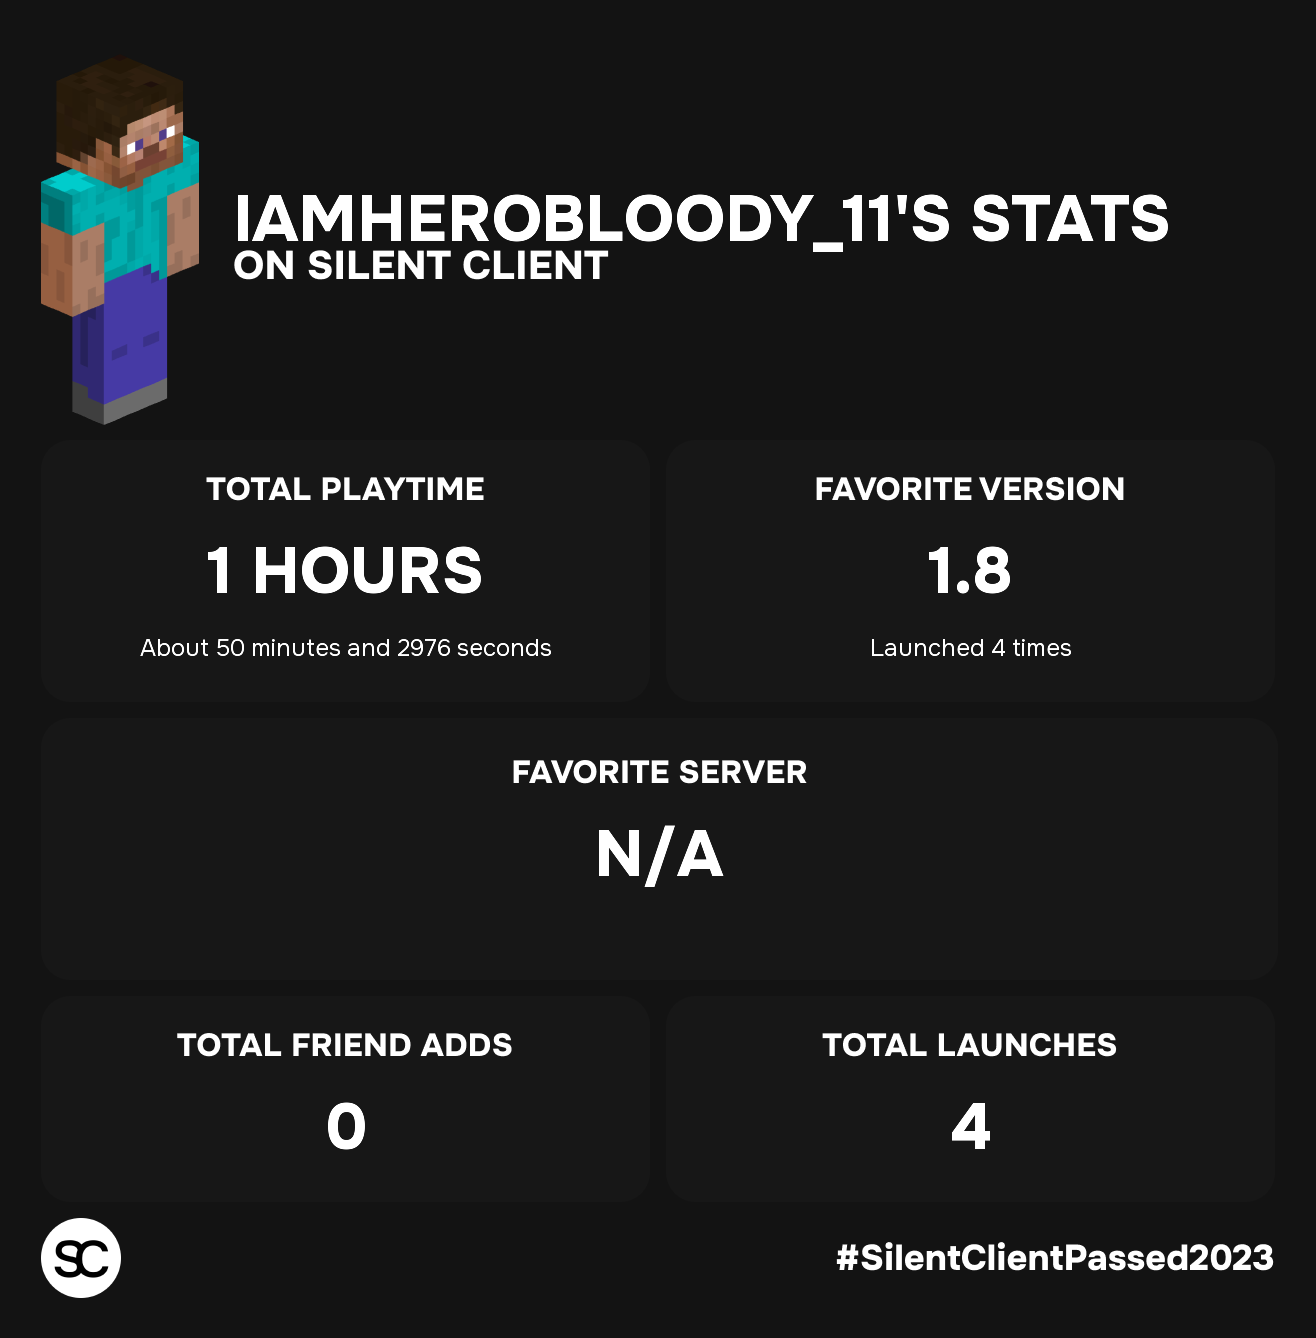 IAMHEROBLOODY_11'S STATS
ON SILENT CLIENT
TOTAL PLAYTIME
1 HOURS
About 50 minutes and 2976 seconds
FAVORITE VERSION
1.8
Launched 4 times
FAVORITE SERVER
N/A
TOTAL FRIEND ADDS
0
TOTAL LAUNCHES
4
SC
#SilentClientPassed2023